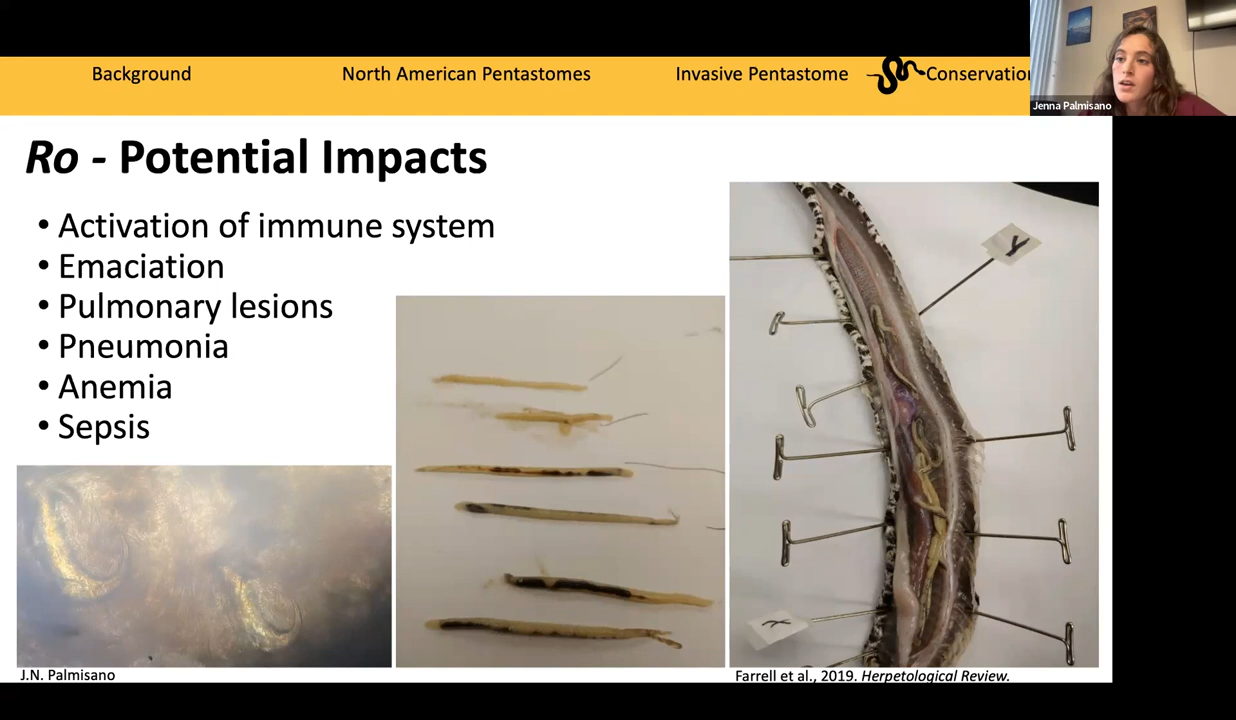 Background
North American Pentastomes
Invasive Pentastome
Conservation
Jenna Palmisano
Ro - Potential Impacts
• Activation of immune system
• Emaciation
• Pulmonary lesions
• Pneumonia
• Anemia
• Sepsis
J.N. Palmisano
Farrell et al., 2019. Herpetological Review.